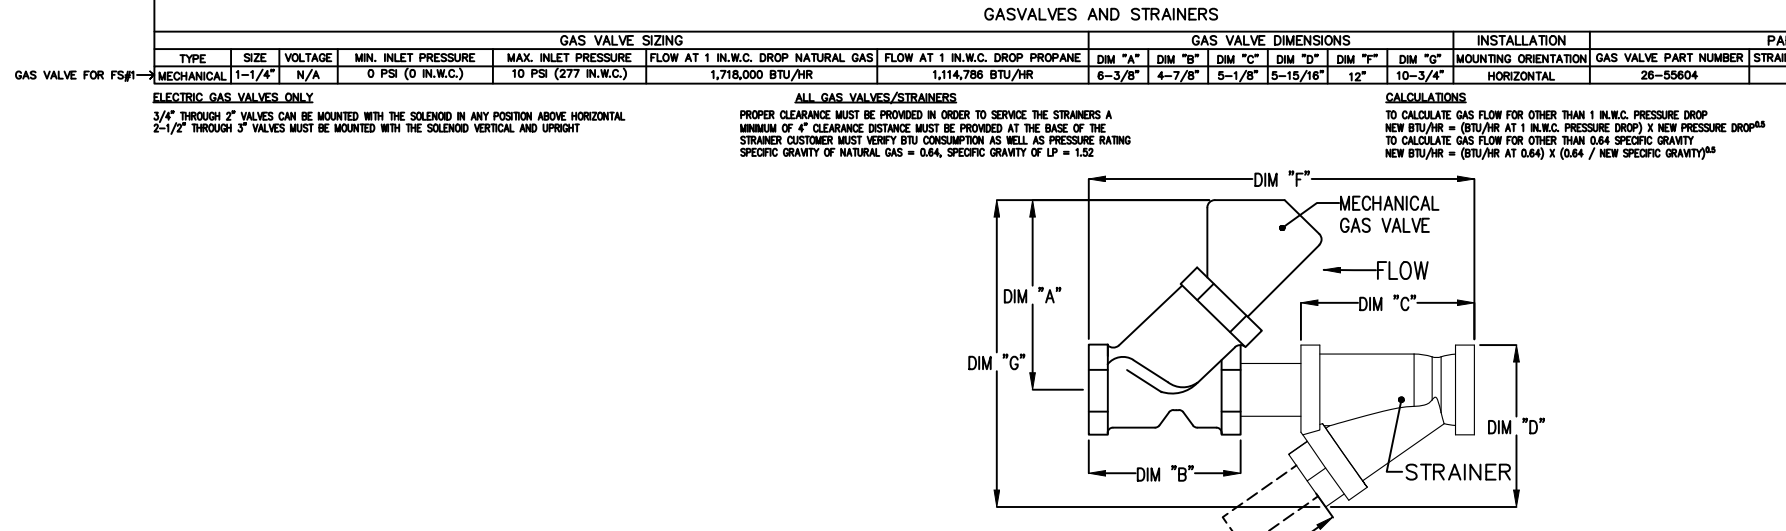 GASVALVES AND STRAINERS
GAS VALVE SIZING GAS VALVE DIMENSIONS INSTALLATION
TYPE SIZE VOLTAGE MIN. INLET PRESSURE MAX. INLET PRESSURE FLOW AT 1 IN.W.C. DROP NATURAL GAS FLOW AT 1 IN.W.C. DROP PROPANE DIM "A" DIM "B" DIM "C" DIM "D" DIM "F" DIM "G" MOUNTING ORIENTATION GAS VALVE PART NUMBER
GAS VALVE FOR FS#1 MECHANICAL 1-1/4" N/A 0 PSI (0 IN.W.C.) 10 PSI (277 IN.W.C.) 1,718,000 BTU/HR 1,114,786 BTU/HR 6-3/8" 4-7/8" 5-1/8" 5-15/16" 12" 10-3/4" HORIZONTAL 26-55604
ELECTRIC GAS VALVES ONLY
3/4" THROUGH 2" VALVES CAN BE MOUNTED WITH THE SOLENOID IN ANY POSITION ABOVE HORIZONTAL
2-1/2" THROUGH 3" VALVES MUST BE MOUNTED WITH THE SOLENOID VERTICAL AND UPRIGHT
ALL GAS VALVES/STRAINERS
PROPER CLEARANCE MUST BE PROVIDED IN ORDER TO SERVICE THE STRAINERS A
MINIMUM OF 4" CLEARANCE DISTANCE MUST BE PROVIDED AT THE BASE OF THE
STRAINER CUSTOMER MUST VERIFY BTU CONSUMPTION AS WELL AS PRESSURE RATING
SPECIFIC GRAVITY OF NATURAL GAS = 0.64, SPECIFIC GRAVITY OF LP = 1.52
CALCULATIONS
TO CALCULATE GAS FLOW FOR OTHER THAN 1 IN.W.C. PRESSURE DROP
NEW BTU/HR = (BTU/HR AT 1 IN.W.C. PRESSURE DROP) X NEW PRESSURE DROP^0.5
TO CALCULATE GAS FLOW FOR OTHER THAN 0.64 SPECIFIC GRAVITY
NEW BTU/HR = (BTU/HR AT 0.64) X (0.64 / NEW SPECIFIC GRAVITY)^0.5
DIM "F"
MECHANICAL
GAS VALVE
FLOW
DIM "A"
DIM "C"
DIM "G"
DIM "D"
DIM "B"
STRAINER